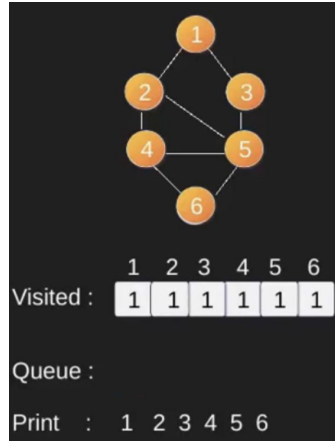 1
2 3
4 5
6
1 2 3 4 5 6
Visited : 1 1 1 1 1 1
Queue :
Print : 1 2 3 4 5 6